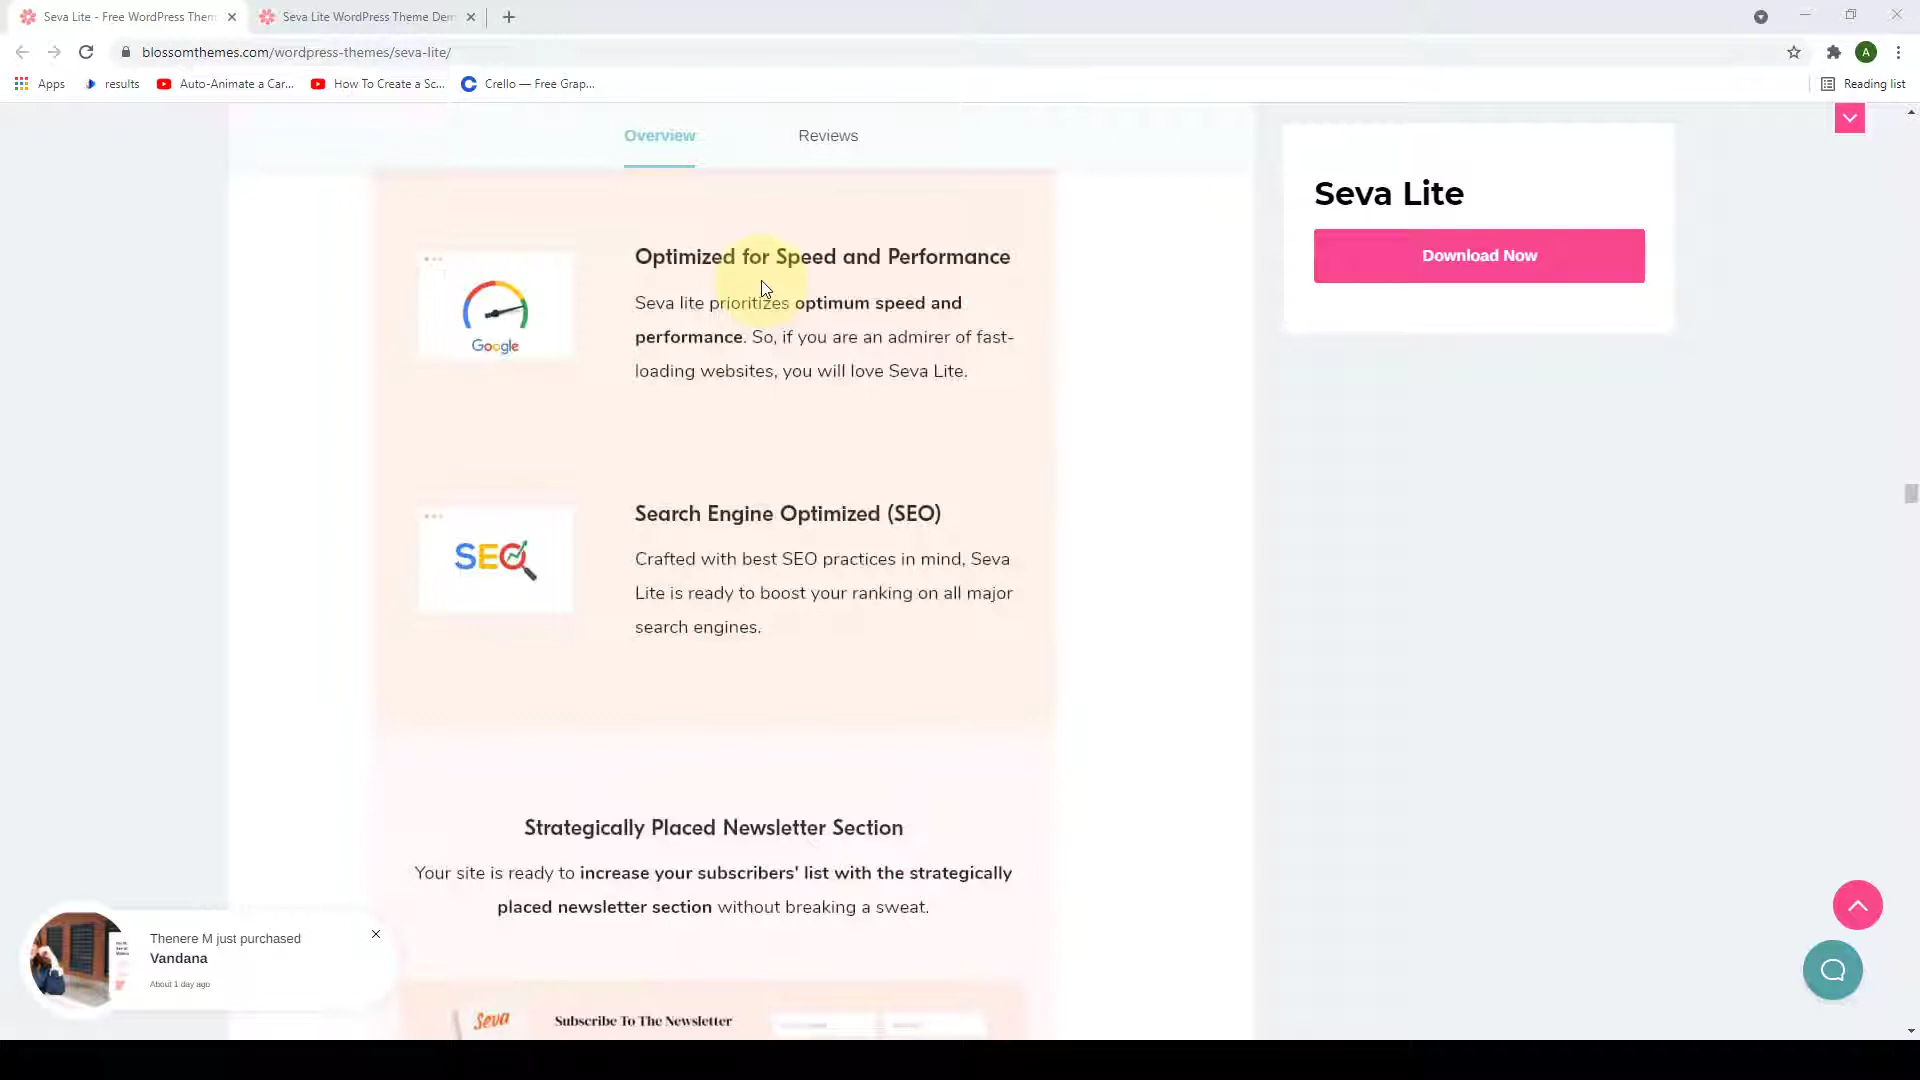 Seva Lite - Free WordPress Them
Seva Lite WordPress Theme Dem
blossomthemes.com/wordpress-themes/seva-lite/
A
Apps
results
Auto-Animate a Car...
How To Create a Sc...
Crello — Free Grap...
Reading list
Overview
Reviews
Seva Lite
Download Now
Google
Optimized for Speed and Performance
Seva lite prioritizes optimum speed and
performance. So, if you are an admirer of fast-
loading websites, you will love Seva Lite.
SEO
Search Engine Optimized (SEO)
Crafted with best SEO practices in mind, Seva
Lite is ready to boost your ranking on all major
search engines.
Strategically Placed Newsletter Section
Your site is ready to increase your subscribers' list with the strategically
placed newsletter section without breaking a sweat.
Thenere M just purchased
Vandana
About 1 day ago
Seva
Subscribe To The Newsletter